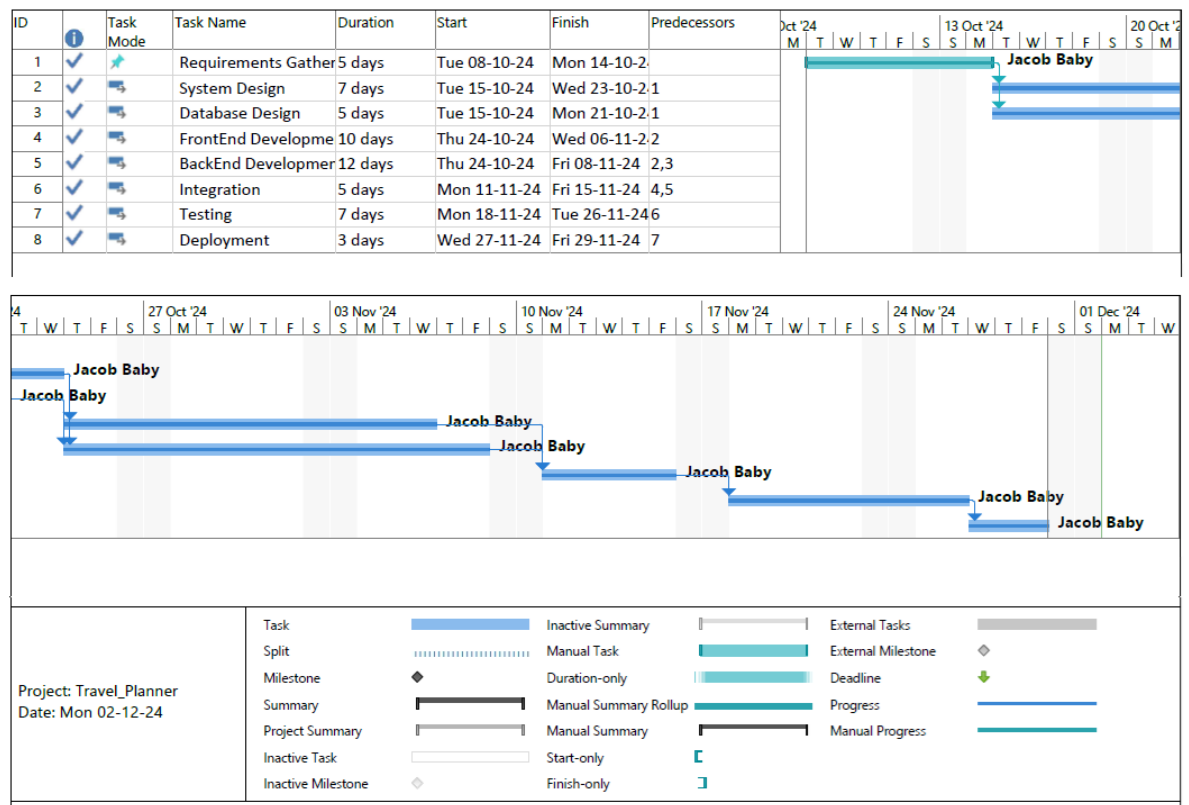 ID Task Mode Task Name Duration Start Finish Predecessors
Oct '24 13 Oct '24 20 Oct '2
M T W T F S S M T W T F S S M
1 Requirements Gather 5 days Tue 08-10-24 Mon 14-10-2 Jacob Baby
2 System Design 7 days Tue 15-10-24 Wed 23-10-2 1
3 Database Design 5 days Tue 15-10-24 Mon 21-10-2 1
4 FrontEnd Developme 10 days Thu 24-10-24 Wed 06-11-2 2
5 BackEnd Developmer 12 days Thu 24-10-24 Fri 08-11-24 2,3
6 Integration 5 days Mon 11-11-24 Fri 15-11-24 4,5
7 Testing 7 days Mon 18-11-24 Tue 26-11-24 6
8 Deployment 3 days Wed 27-11-24 Fri 29-11-24 7
24 27 Oct '24 03 Nov '24 10 Nov '24 17 Nov '24 24 Nov '24 01 Dec '24
T W T F S S M T W T F S S M T W T F S S M T W T F S S M T W T F S S M T W T F S S M T W
Jacob Baby
Jacob Baby
Jacob Baby
Jacob Baby
Jacob Baby
Jacob Baby
Jacob Baby
Project: Travel_Planner
Date: Mon 02-12-24
Task Inactive Summary External Tasks
Split Manual Task External Milestone
Milestone Duration-only Deadline
Summary Manual Summary Rollup Progress
Project Summary Manual Summary Manual Progress
Inactive Task Start-only
Inactive Milestone Finish-only